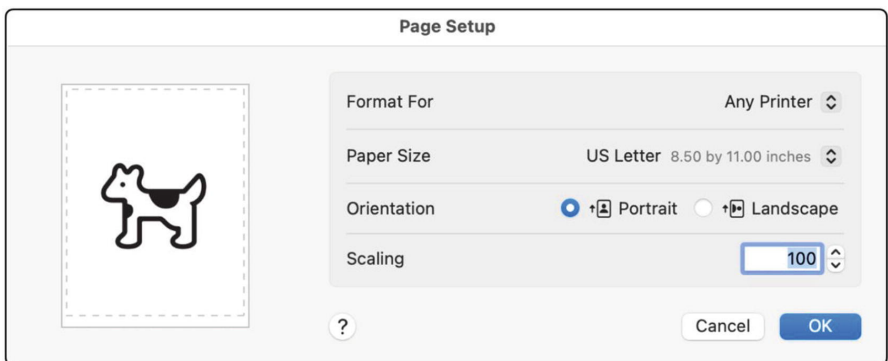 Page Setup
Format For Any Printer
Paper Size US Letter 8.50 by 11.00 inches
Orientation Portrait Landscape
Scaling 100
? Cancel OK